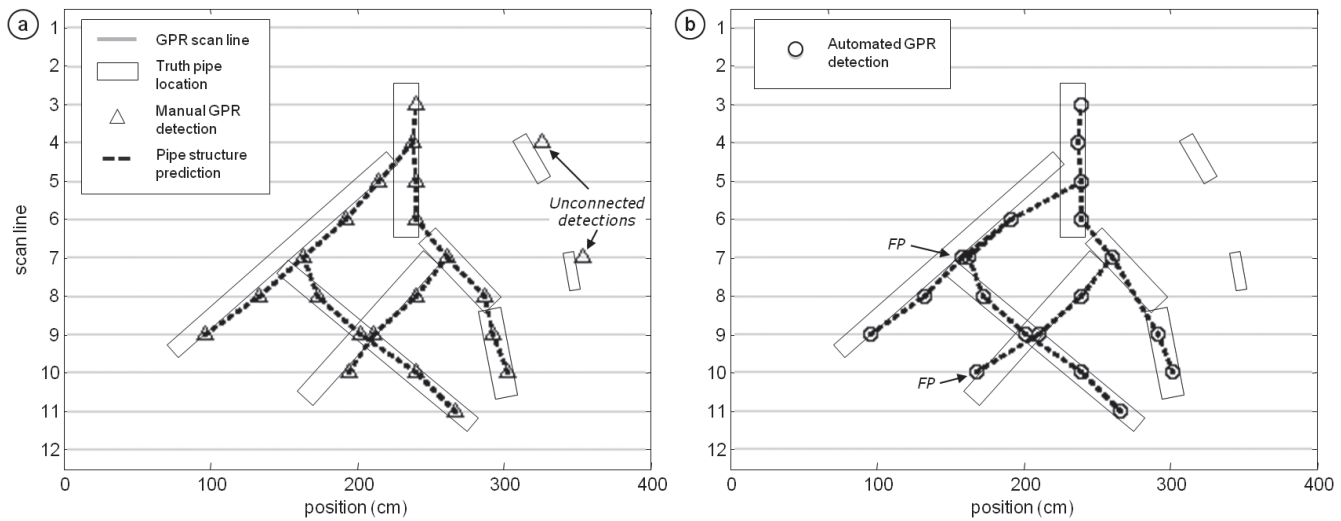 a
GPR scan line
Truth pipe
location
Manual GPR
detection
Pipe structure
prediction
Unconnected
detections
scan line
1
2
3
4
5
6
7
8
9
10
11
12
0
100
200
300
400
position (cm)
b
Automated GPR
detection
FP
FP
1
2
3
4
5
6
7
8
9
10
11
12
0
100
200
300
400
position (cm)